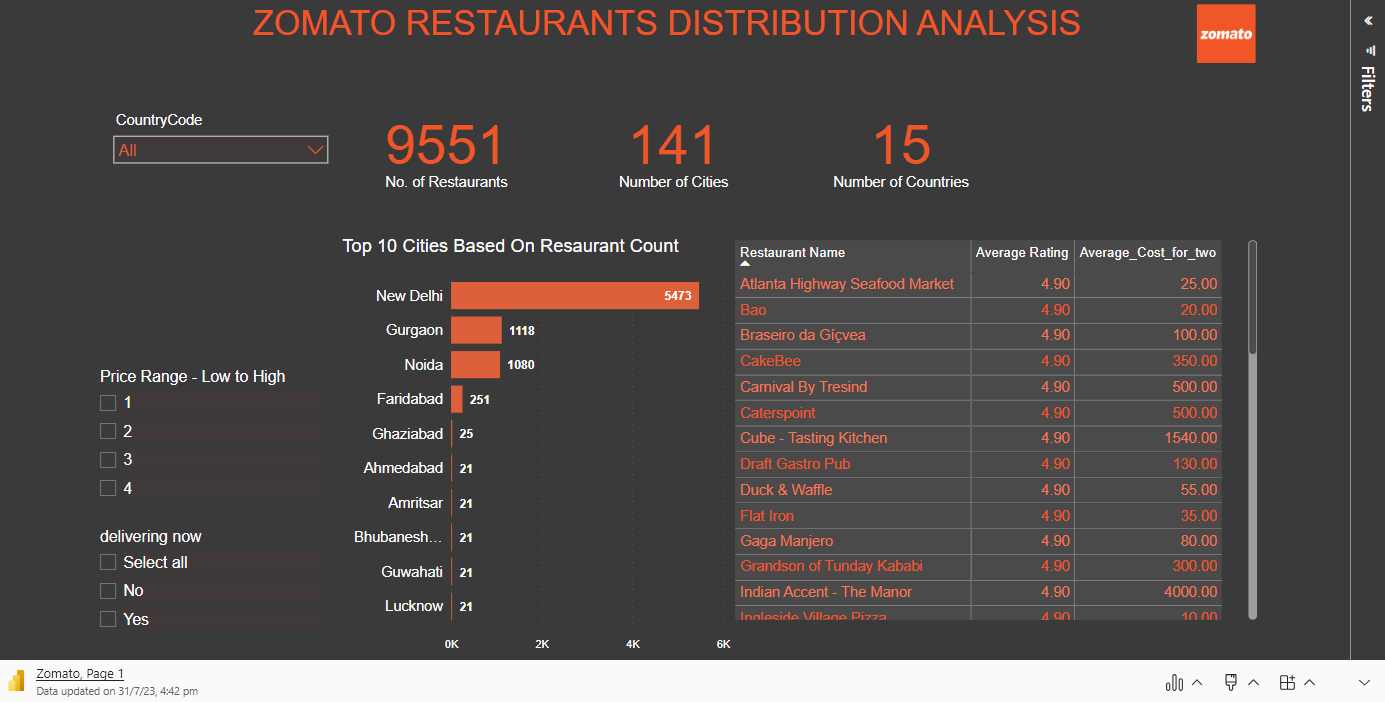 ZOMATO RESTAURANTS DISTRIBUTION ANALYSIS
zomato
Filters
CountryCode
All
9551
No. of Restaurants
141
Number of Cities
15
Number of Countries
Price Range - Low to High
1
2
3
4
delivering now
Select all
No
Yes
Top 10 Cities Based On Resaurant Count
New Delhi 5473
Gurgaon 1118
Noida 1080
Faridabad 251
Ghaziabad 25
Ahmedabad 21
Amritsar 21
Bhubanesh... 21
Guwahati 21
Lucknow 21
0K 2K 4K 6K
Restaurant Name Average Rating Average_Cost_for_two
Atlanta Highway Seafood Market 4.90 25.00
Bao 4.90 20.00
Braseiro da Gíçvea 4.90 100.00
CakeBee 4.90 350.00
Carnival By Tresind 4.90 500.00
Caterspoint 4.90 500.00
Cube - Tasting Kitchen 4.90 1540.00
Draft Gastro Pub 4.90 130.00
Duck & Waffle 4.90 55.00
Flat Iron 4.90 35.00
Gaga Manjero 4.90 80.00
Grandson of Tunday Kababi 4.90 300.00
Indian Accent - The Manor 4.90 4000.00
Ingleside Village Pizza 4.90 10.00
Zomato, Page 1
Data updated on 31/7/23, 4:42 pm